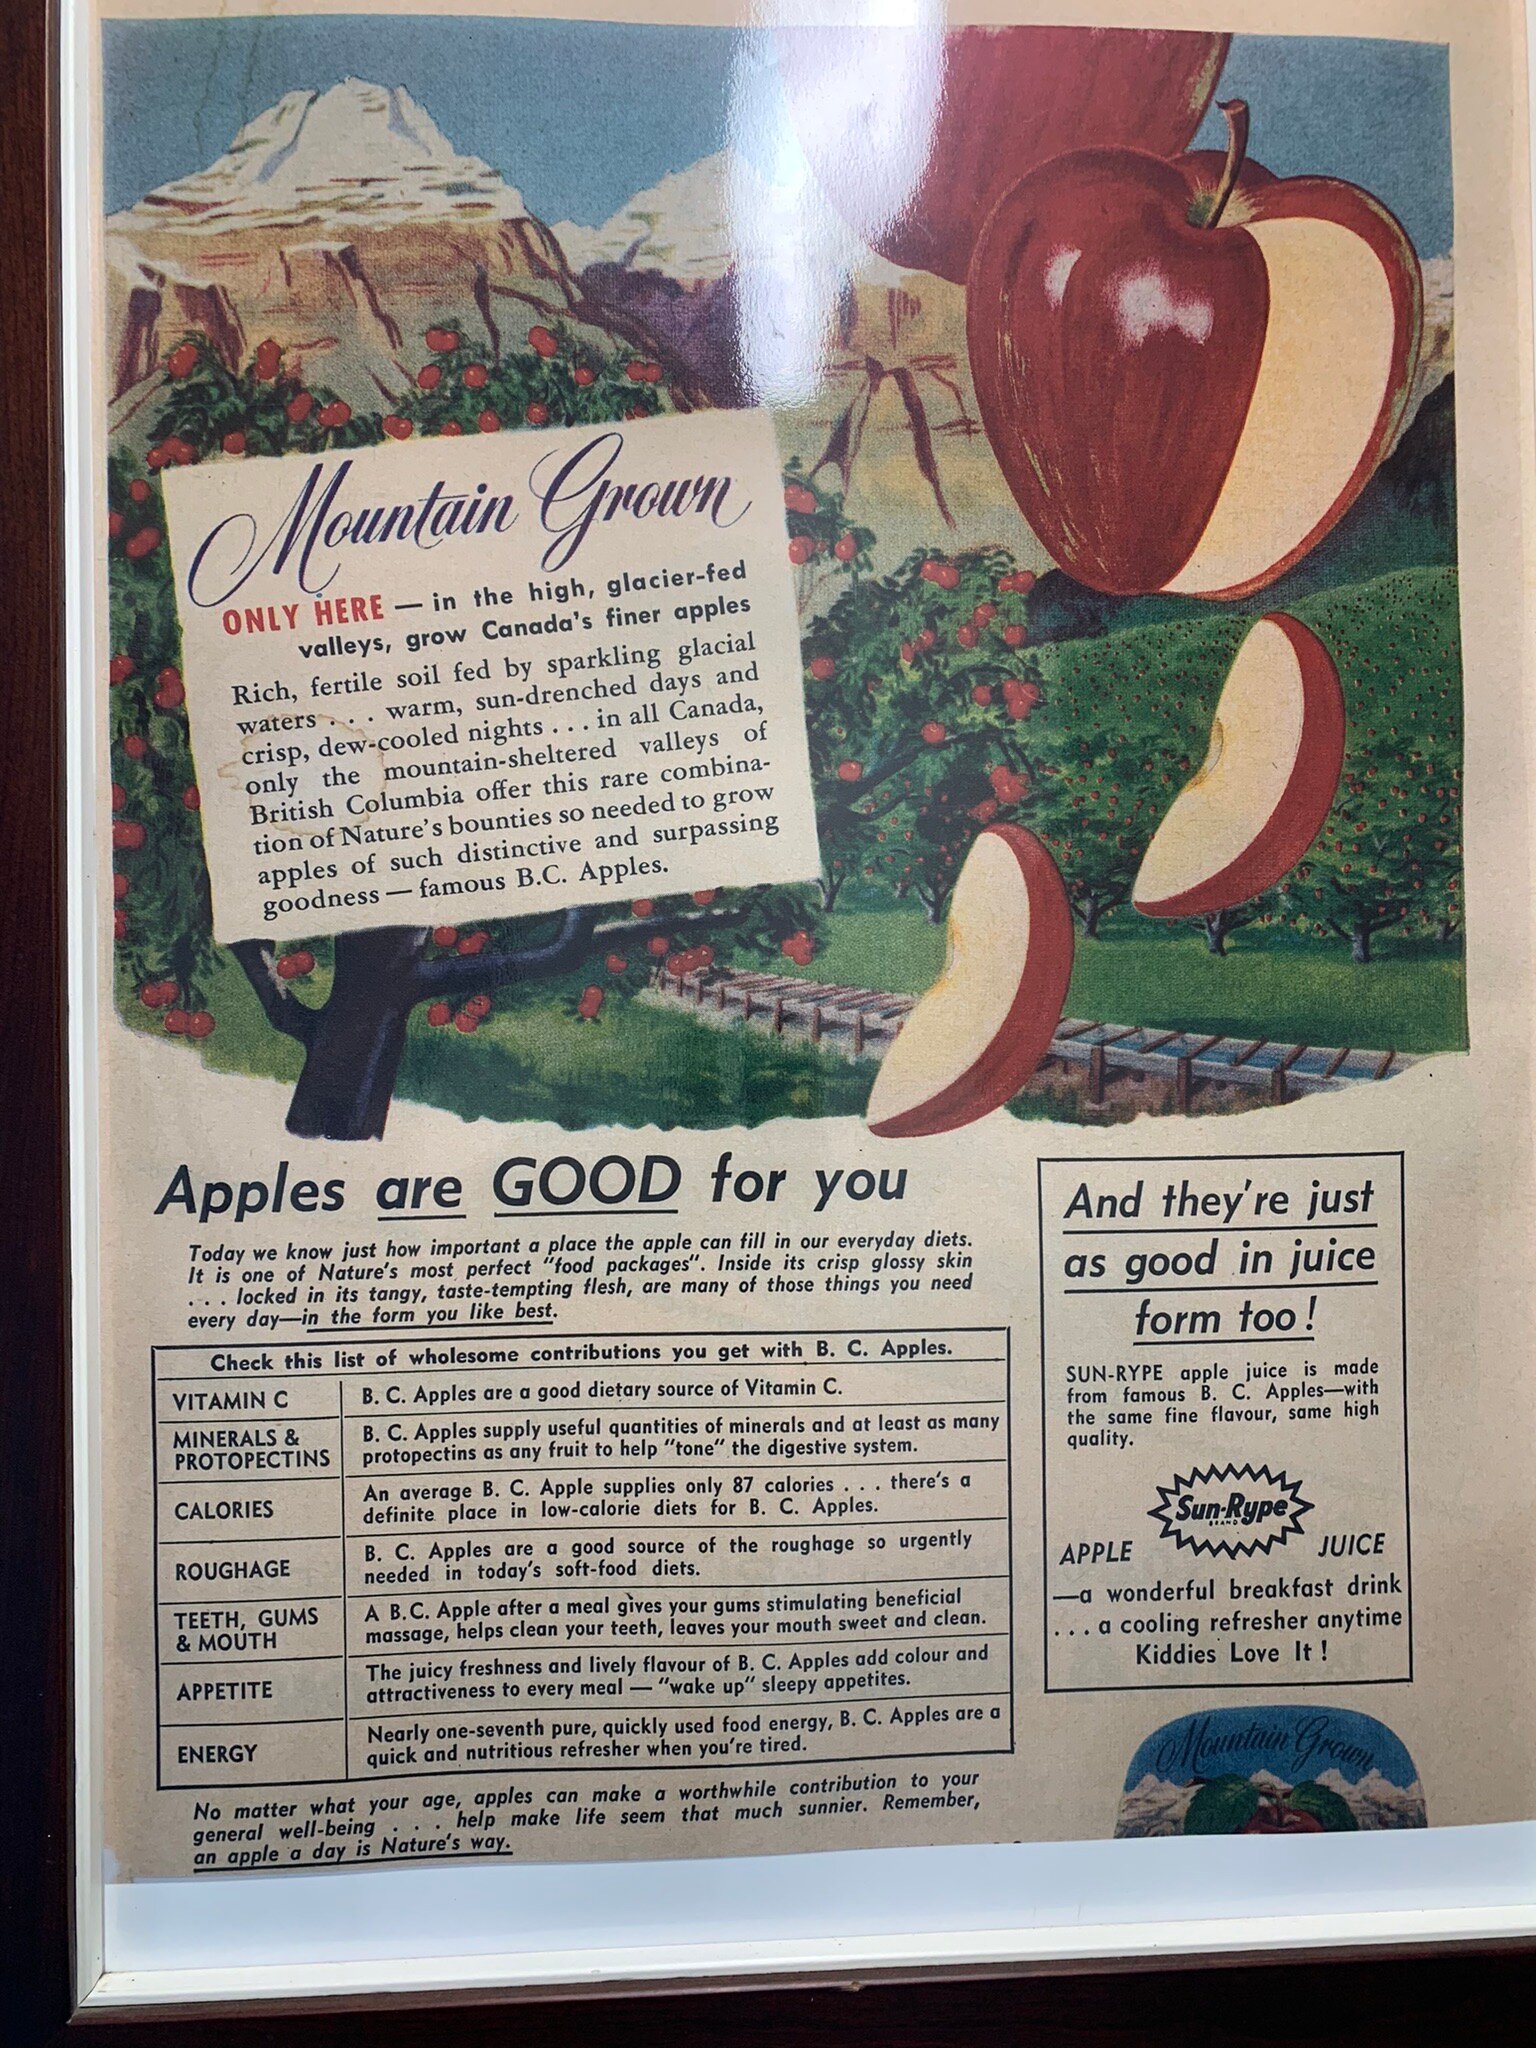 Mountain Grown
ONLY HERE — in the high, glacier-fed
valleys, grow Canada's finer apples
Rich, fertile soil fed by sparkling glacial
waters . . . warm, sun-drenched days and
crisp, dew-cooled nights . . . in all Canada,
only the mountain-sheltered valleys of
British Columbia offer this rare combina-
tion of Nature's bounties so needed to grow
apples of such distinctive and surpassing
goodness — famous B.C. Apples.
Apples are GOOD for you
Today we know just how important a place the apple can fill in our everyday diets.
It is one of Nature's most perfect "food packages". Inside its crisp glossy skin
. . . locked in its tangy, taste-tempting flesh, are many of those things you need
every day—in the form you like best.
Check this list of wholesome contributions you get with B. C. Apples.
VITAMIN C
B. C. Apples are a good dietary source of Vitamin C.
MINERALS &
PROTOPECTINS
B. C. Apples supply useful quantities of minerals and at least as many
protopectins as any fruit to help "tone" the digestive system.
CALORIES
An average B. C. Apple supplies only 87 calories . . . there's a
definite place in low-calorie diets for B. C. Apples.
ROUGHAGE
B. C. Apples are a good source of the roughage so urgently
needed in today's soft-food diets.
TEETH, GUMS
& MOUTH
A B.C. Apple after a meal gives your gums stimulating beneficial
massage, helps clean your teeth, leaves your mouth sweet and clean.
APPETITE
The juicy freshness and lively flavour of B. C. Apples add colour and
attractiveness to every meal — "wake up" sleepy appetites.
ENERGY
Nearly one-seventh pure, quickly used food energy, B. C. Apples are a
quick and nutritious refresher when you're tired.
No matter what your age, apples can make a worthwhile contribution to your
general well-being . . . help make life seem that much sunnier. Remember,
an apple a day is Nature's way.
And they're just
as good in juice
form too!
SUN-RYPE apple juice is made
from famous B. C. Apples—with
the same fine flavour, same high
quality.
Sun-Rype
BRAND
APPLE JUICE
—a wonderful breakfast drink
. . . a cooling refresher anytime
Kiddies Love It!
Mountain Grown